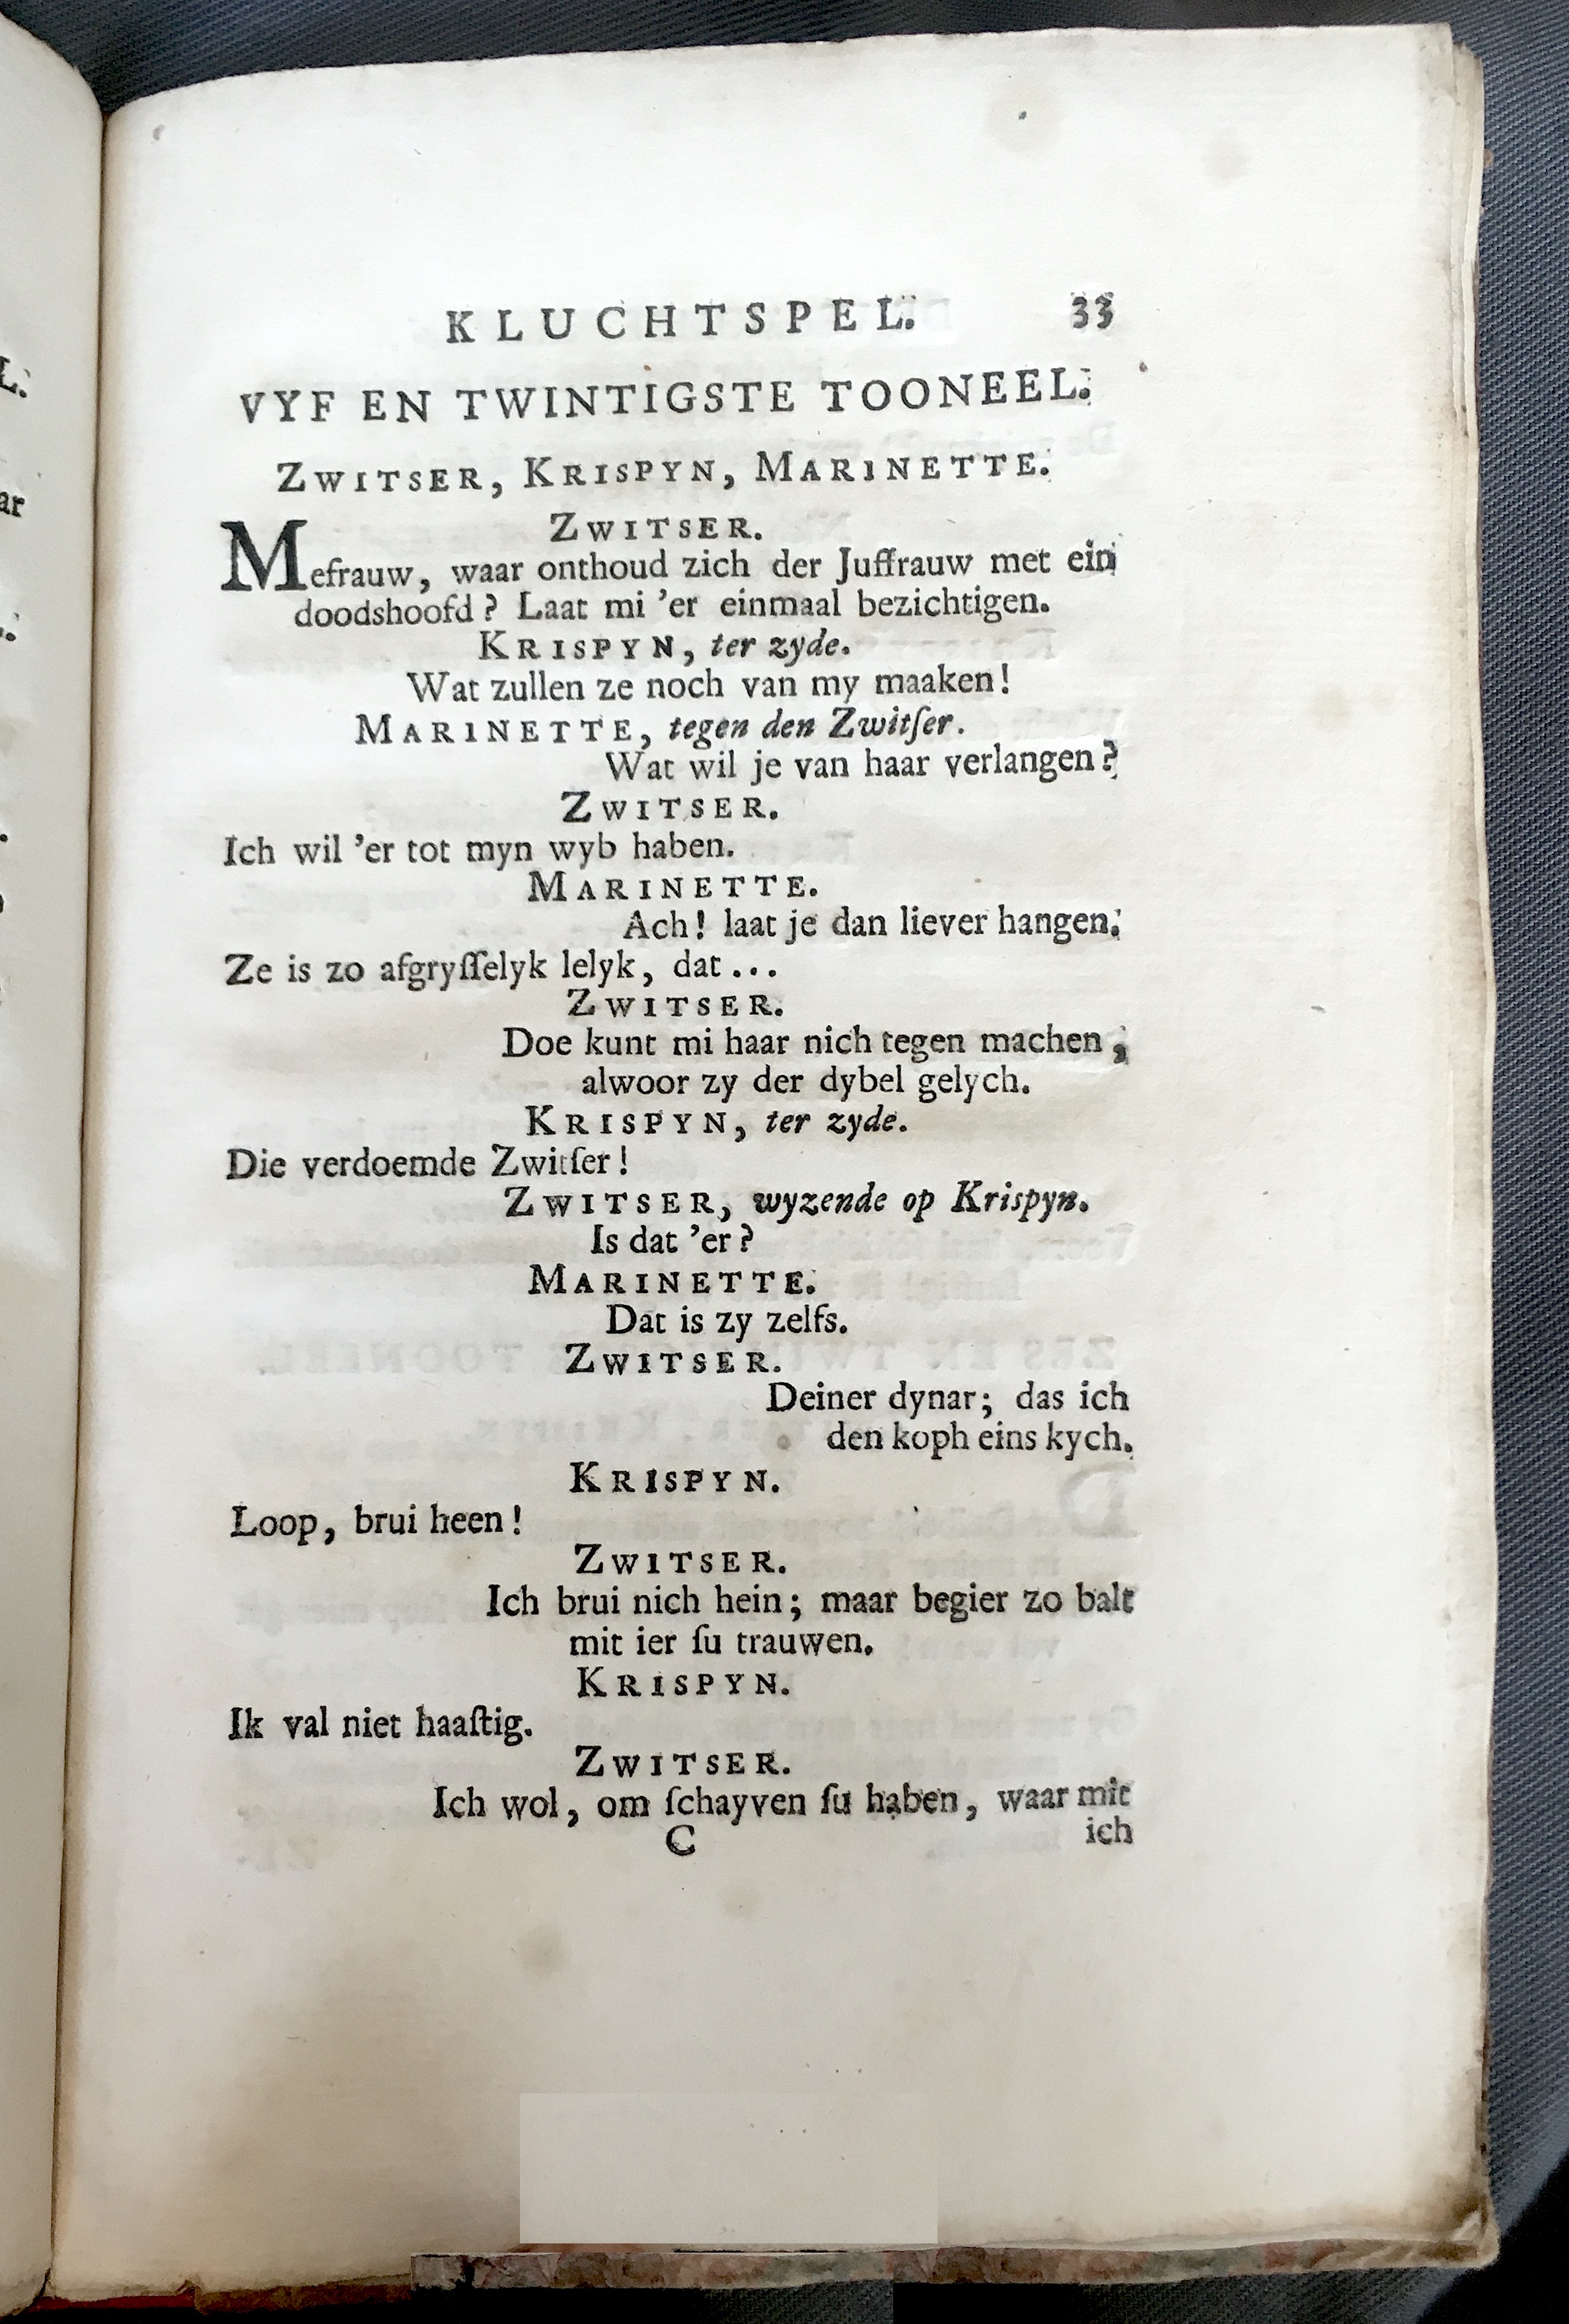 KLUCHTSPEL. 33
VYF EN TWINTIGSTE TOONEEL.
ZWITSER, KRISPYN, MARINETTE.
ZWITSER.
Mefrauw, waar onthoud zich der Juffrauw met ein
doodshoofd? Laat mi 'er einmaal bezichtigen.
KRISPYN, ter zyde.
Wat zullen ze noch van my maaken!
MARINETTE, tegen den Zwitſer.
Wat wil je van haar verlangen?
ZWITSER.
Ich wil 'er tot myn wyb haben.
MARINETTE.
Ach! laat je dan liever hangen.
Ze is zo afgryſſelyk lelyk, dat...
ZWITSER.
Doe kunt mi haar nich tegen machen,
alwoor zy der dybel gelych.
KRISPYN, ter zyde.
Die verdoemde Zwitſer!
ZWITSER, wyzende op Krispyn.
Is dat 'er?
MARINETTE.
Dat is zy zelfs.
ZWITSER.
Deiner dynar; das ich
den koph eins kych.
KRISPYN.
Loop, brui heen!
ZWITSER.
Ich brui nich hein; maar begier zo balt
mit ier ſu trauwen.
KRISPYN.
Ik val niet haaſtig.
ZWITSER.
Ich wol, om ſchayven ſu haben, waar mit
C ich
L.
ar